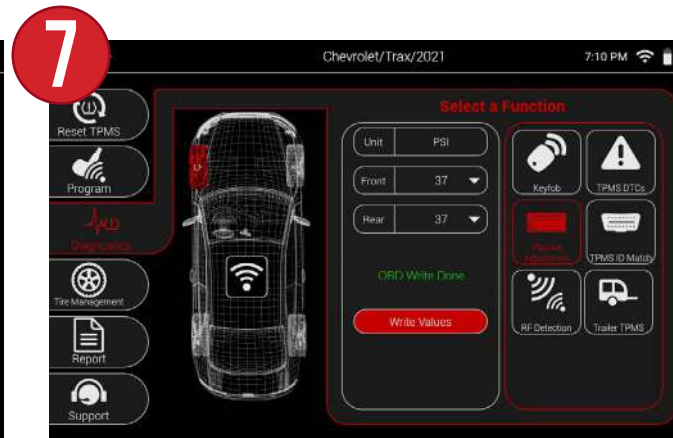 7
Chevrolet/Trax/2021
7:10 PM
Reset TPMS
Program
Diagnostics
Tire Management
Report
Support
Select a Function
Unit PSI
Front 37
Rear 37
OBD Write Done
Write Values
Keyfob
TPMS DTCs
Placard
Adjustment
TPMS ID Match
RF Detection
Trailer TPMS